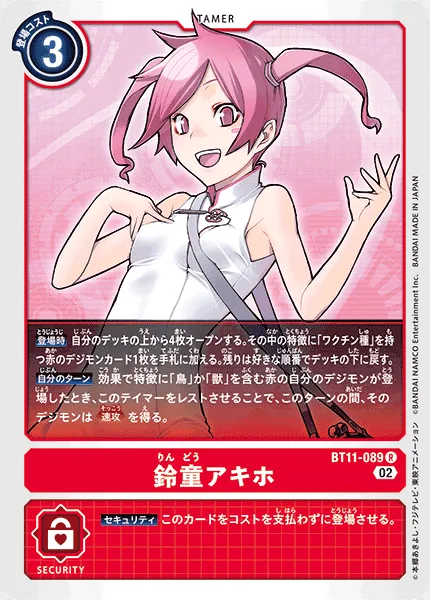 TAMER
登場コスト
3
登場時 自分のデッキの上から4枚オープンする。その中の特徴に「ワクチン種」を持
つ赤のデジモンカード1枚を手札に加える。残りは好きな順番でデッキの下に戻す。
自分のターン 効果で特徴に「鳥」か「獣」を含む赤の自分のデジモンが登
場したとき、このテイマーをレストさせることで、このターンの間、その
デジモンは 速攻 を得る。
りんどう
鈴童アキホ
BT11-089 R
02
セキュリティ このカードをコストを支払わずに登場させる。
SECURITY
©本郷あきよし・フジテレビ・東映アニメーション ©BANDAI NAMCO Entertainment Inc. BANDAI MADE IN JAPAN